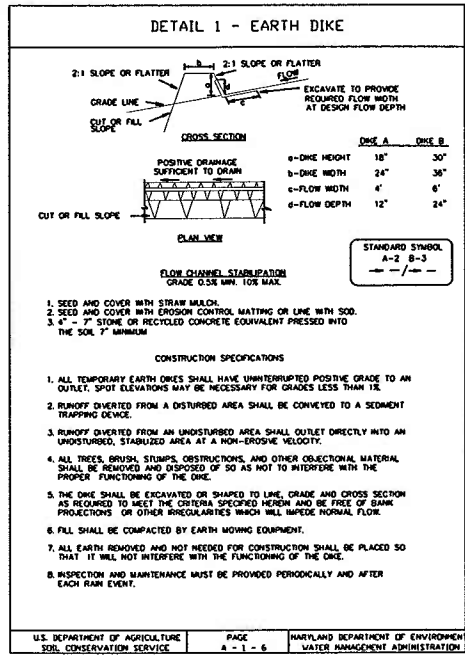 DETAIL 1 - EARTH DIKE
b
2:1 SLOPE OR FLATTER
2:1 SLOPE OR FLATTER
FLOW
a
d
c
GRADE LINE
CUT OR FILL
SLOPE
EXCAVATE TO PROVIDE
REQUIRED FLOW WIDTH
AT DESIGN FLOW DEPTH
CROSS SECTION
DIKE A DIKE B
a-DIKE HEIGHT 18" 30"
b-DIKE WIDTH 24" 36"
c-FLOW WIDTH 4' 6'
d-FLOW DEPTH 12" 24"
POSITIVE DRAINAGE
SUFFICIENT TO DRAIN
CUT OR FILL SLOPE
PLAN VIEW
STANDARD SYMBOL
A-2 B-3
FLOW CHANNEL STABILIZATION
GRADE 0.5% MIN. 10% MAX.
1. SEED AND COVER WITH STRAW MULCH.
2. SEED AND COVER WITH EROSION CONTROL MATTING OR LINE WITH SOD.
3. 4" - 7" STONE OR RECYCLED CONCRETE EQUIVALENT PRESSED INTO
THE SOIL 7" MINIMUM
CONSTRUCTION SPECIFICATIONS
1. ALL TEMPORARY EARTH DIKES SHALL HAVE UNINTERRUPTED POSITIVE GRADE TO AN
OUTLET. SPOT ELEVATIONS MAY BE NECESSARY FOR GRADES LESS THAN 1%.
2. RUNOFF DIVERTED FROM A DISTURBED AREA SHALL BE CONVEYED TO A SEDIMENT
TRAPPING DEVICE.
3. RUNOFF DIVERTED FROM AN UNDISTURBED AREA SHALL OUTLET DIRECTLY INTO AN
UNDISTURBED, STABILIZED AREA AT A NON-EROSIVE VELOCITY.
4. ALL TREES, BRUSH, STUMPS, OBSTRUCTIONS, AND OTHER OBJECTIONAL MATERIAL
SHALL BE REMOVED AND DISPOSED OF SO AS NOT TO INTERFERE WITH THE
PROPER FUNCTIONING OF THE DIKE.
5. THE DIKE SHALL BE EXCAVATED OR SHAPED TO LINE, GRADE AND CROSS SECTION
AS REQUIRED TO MEET THE CRITERIA SPECIFIED HEREIN AND BE FREE OF BANK
PROJECTIONS OR OTHER IRREGULARITIES WHICH WILL IMPEDE NORMAL FLOW.
6. FILL SHALL BE COMPACTED BY EARTH MOVING EQUIPMENT.
7. ALL EARTH REMOVED AND NOT NEEDED FOR CONSTRUCTION SHALL BE PLACED SO
THAT IT WILL NOT INTERFERE WITH THE FUNCTIONING OF THE DIKE.
8. INSPECTION AND MAINTENANCE MUST BE PROVIDED PERIODICALLY AND AFTER
EACH RAIN EVENT.
U.S. DEPARTMENT OF AGRICULTURE
SOIL CONSERVATION SERVICE
PAGE
A - 1 - 6
MARYLAND DEPARTMENT OF ENVIRONMEN
WATER MANAGEMENT ADMINISTRATION